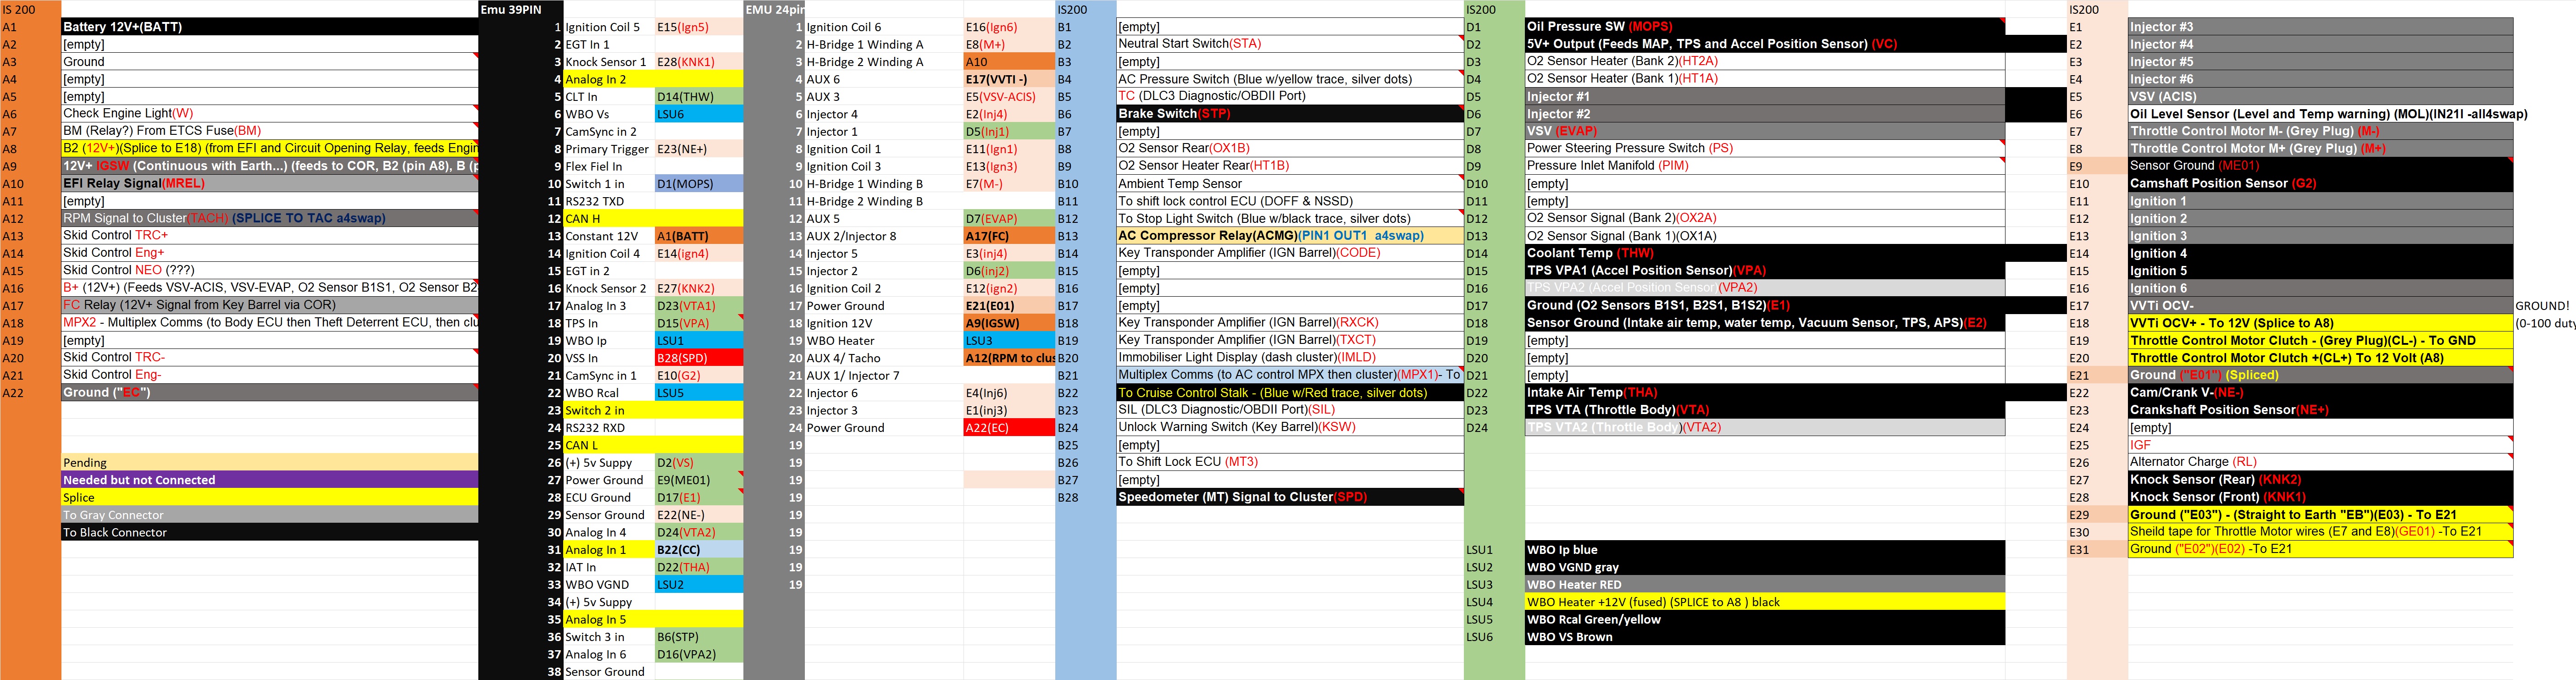 IS 200
A1 Battery 12V+(BATT)
A2 [empty]
A3 Ground
A4 [empty]
A5 [empty]
A6 Check Engine Light(W)
A7 BM (Relay?) From ETCS Fuse(BM)
A8 B2 (12V+)(Splice to E18) (from EFI and Circuit Opening Relay, feeds Engin
A9 12V+ IGSW (Continuous with Earth...) (feeds to COR, B2 (pin A8), B (p
A10 EFI Relay Signal(MREL)
A11 [empty]
A12 RPM Signal to Cluster(TACH) (SPLICE TO TAC a4swap)
A13 Skid Control TRC+
A14 Skid Control Eng+
A15 Skid Control NEO (???)
A16 B+ (12V+) (Feeds VSV-ACIS, VSV-EVAP, O2 Sensor B1S1, O2 Sensor B2
A17 FC Relay (12V+ Signal from Key Barrel via COR)
A18 MPX2 - Multiplex Comms (to Body ECU then Theft Deterrent ECU, then clu
A19 [empty]
A20 Skid Control TRC-
A21 Skid Control Eng-
A22 Ground ("EC")
Pending
Needed but not Connected
Splice
To Gray Connector
To Black Connector
Emu 39PIN
1 Ignition Coil 5 E15(Ign5)
2 EGT In 1
3 Knock Sensor 1 E28(KNK1)
4 Analog In 2
5 CLT In D14(THW)
6 WBO Vs LSU6
7 CamSync in 2
8 Primary Trigger E23(NE+)
9 Flex Fiel In
10 Switch 1 in D1(MOPS)
11 RS232 TXD
12 CAN H
13 Constant 12V A1(BATT)
14 Ignition Coil 4 E14(ign4)
15 EGT in 2
16 Knock Sensor 2 E27(KNK2)
17 Analog In 3 D23(VTA1)
18 TPS In D15(VPA)
19 WBO Ip LSU1
20 VSS In B28(SPD)
21 CamSync in 1 E10(G2)
22 WBO Rcal LSU5
23 Switch 2 in
24 RS232 RXD
25 CAN L
26 (+) 5v Suppy D2(VS)
27 Power Ground E9(ME01)
28 ECU Ground D17(E1)
29 Sensor Ground E22(NE-)
30 Analog In 4 D24(VTA2)
31 Analog In 1 B22(CC)
32 IAT In D22(THA)
33 WBO VGND LSU2
34 (+) 5v Suppy
35 Analog In 5
36 Switch 3 in B6(STP)
37 Analog In 6 D16(VPA2)
38 Sensor Ground
EMU 24pin
1 Ignition Coil 6 E16(Ign6)
2 H-Bridge 1 Winding A E8(M+)
3 H-Bridge 2 Winding A A10
4 AUX 6 E17(VVTI -)
5 AUX 3 E5(VSV-ACIS)
6 Injector 4 E2(Inj4)
7 Injector 1 D5(Inj1)
8 Ignition Coil 1 E11(Ign1)
9 Ignition Coil 3 E13(Ign3)
10 H-Bridge 1 Winding B E7(M-)
11 H-Bridge 2 Winding B
12 AUX 5 D7(EVAP)
13 AUX 2/Injector 8 A17(FC)
14 Injector 5 E3(inj4)
15 Injector 2 D6(inj2)
16 Ignition Coil 2 E12(ign2)
17 Power Ground E21(E01)
18 Ignition 12V A9(IGSW)
19 WBO Heater LSU3
20 AUX 4/ Tacho A12(RPM to clus
21 AUX 1/ Injector 7
22 Injector 6 E4(Inj6)
23 Injector 3 E1(inj3)
24 Power Ground A22(EC)
19
19
19
19
19
19
19
19
19
IS200
B1 [empty]
B2 Neutral Start Switch(STA)
B3 [empty]
B4 AC Pressure Switch (Blue w/yellow trace, silver dots)
B5 TC (DLC3 Diagnostic/OBDII Port)
B6 Brake Switch(STP)
B7 [empty]
B8 O2 Sensor Rear(OX1B)
B9 O2 Sensor Heater Rear(HT1B)
B10 Ambient Temp Sensor
B11 To shift lock control ECU (DOFF & NSSD)
B12 To Stop Light Switch (Blue w/black trace, silver dots)
B13 AC Compressor Relay(ACMG)(PIN1 OUT1 a4swap)
B14 Key Transponder Amplifier (IGN Barrel)(CODE)
B15 [empty]
B16 [empty]
B17 [empty]
B18 Key Transponder Amplifier (IGN Barrel)(RXCK)
B19 Key Transponder Amplifier (IGN Barrel)(TXCT)
B20 Immobiliser Light Display (dash cluster)(IMLD)
B21 Multiplex Comms (to AC control MPX then cluster)(MPX1)- To
B22 To Cruise Control Stalk - (Blue w/Red trace, silver dots)
B23 SIL (DLC3 Diagnostic/OBDII Port)(SIL)
B24 Unlock Warning Switch (Key Barrel)(KSW)
B25 [empty]
B26 To Shift Lock ECU (MT3)
B27 [empty]
B28 Speedometer (MT) Signal to Cluster(SPD)
IS200
D1 Oil Pressure SW (MOPS)
D2 5V+ Output (Feeds MAP, TPS and Accel Position Sensor) (VC)
D3 O2 Sensor Heater (Bank 2)(HT2A)
D4 O2 Sensor Heater (Bank 1)(HT1A)
D5 Injector #1
D6 Injector #2
D7 VSV (EVAP)
D8 Power Steering Pressure Switch (PS)
D9 Pressure Inlet Manifold (PIM)
D10 [empty]
D11 [empty]
D12 O2 Sensor Signal (Bank 2)(OX2A)
D13 O2 Sensor Signal (Bank 1)(OX1A)
D14 Coolant Temp (THW)
D15 TPS VPA1 (Accel Position Sensor)(VPA)
D16 TPS VPA2 (Accel Position Sensor)(VPA2)
D17 Ground (O2 Sensors B1S1, B2S1, B1S2)(E1)
D18 Sensor Ground (Intake air temp, water temp, Vacuum Sensor, TPS, APS)(E2)
D19 [empty]
D20 [empty]
D21 [empty]
D22 Intake Air Temp(THA)
D23 TPS VTA (Throttle Body)(VTA)
D24 TPS VTA2 (Throttle Body)(VTA2)
LSU1 WBO Ip blue
LSU2 WBO VGND gray
LSU3 WBO Heater RED
LSU4 WBO Heater +12V (fused) (SPLICE to A8 ) black
LSU5 WBO Rcal Green/yellow
LSU6 WBO VS Brown
IS200
E1 Injector #3
E2 Injector #4
E3 Injector #5
E4 Injector #6
E5 VSV (ACIS)
E6 Oil Level Sensor (Level and Temp warning) (MOL)(IN21I -all4swap)
E7 Throttle Control Motor M- (Grey Plug) (M-)
E8 Throttle Control Motor M+ (Grey Plug) (M+)
E9 Sensor Ground (ME01)
E10 Camshaft Position Sensor (G2)
E11 Ignition 1
E12 Ignition 2
E13 Ignition 3
E14 Ignition 4
E15 Ignition 5
E16 Ignition 6
E17 VVTi OCV- GROUND!
E18 VVTi OCV+ - To 12V (Splice to A8) (0-100 duty
E19 Throttle Control Motor Clutch - (Grey Plug)(CL-) - To GND
E20 Throttle Control Motor Clutch +(CL+) To 12 Volt (A8)
E21 Ground ("E01") (Spliced)
E22 Cam/Crank V-(NE-)
E23 Crankshaft Position Sensor(NE+)
E24 [empty]
E25 IGF
E26 Alternator Charge (RL)
E27 Knock Sensor (Rear) (KNK2)
E28 Knock Sensor (Front) (KNK1)
E29 Ground ("E03") - (Straight to Earth "EB")(E03) - To E21
E30 Sheild tape for Throttle Motor wires (E7 and E8)(GE01) -To E21
E31 Ground ("E02")(E02) -To E21